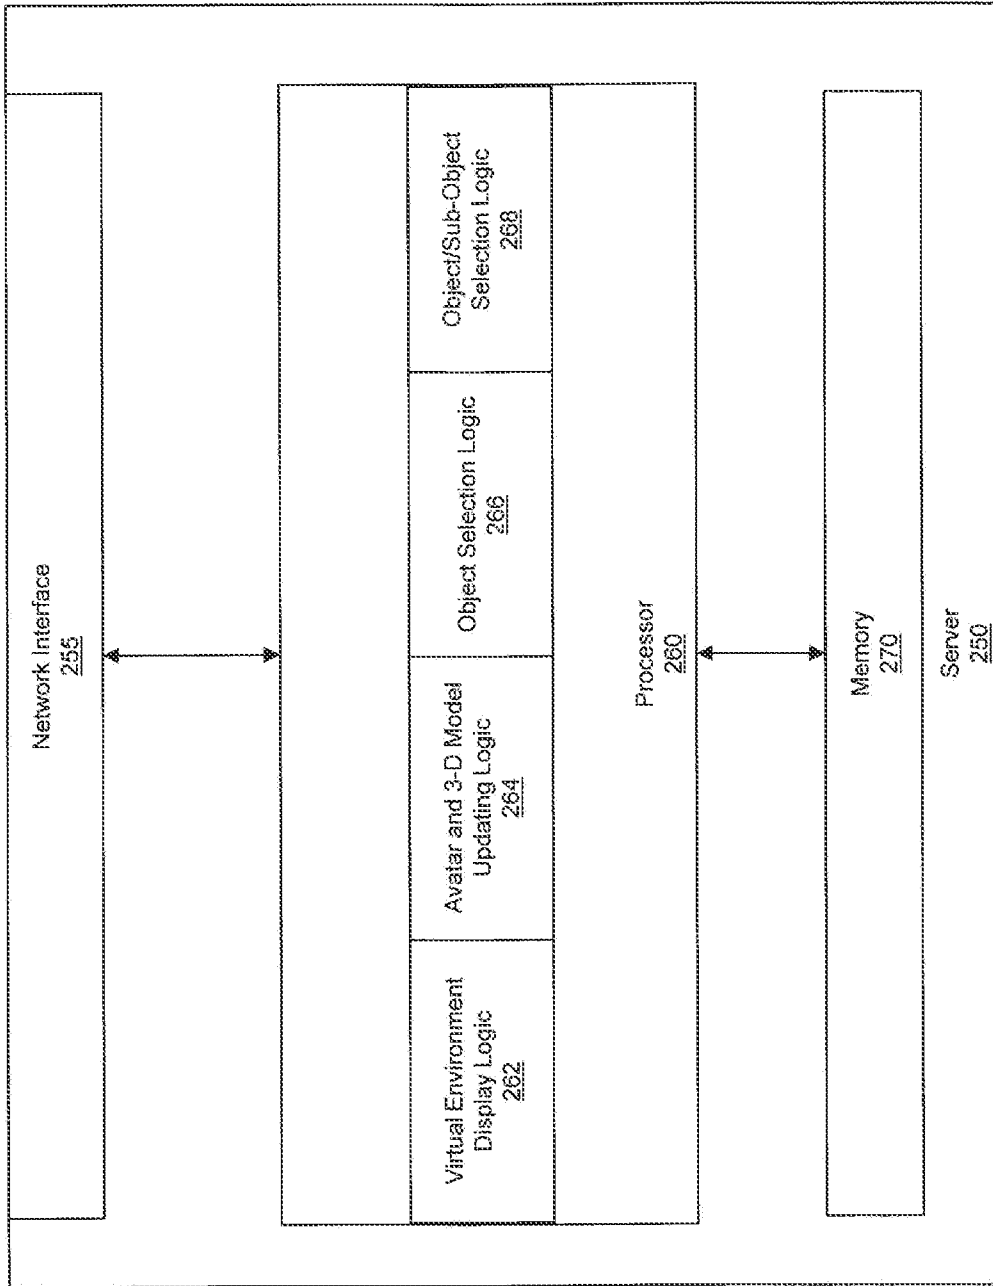 Network Interface
255
Virtual Environment
Display Logic
262
Avatar and 3-D Model
Updating Logic
264
Object Selection Logic
266
Object/Sub-Object
Selection Logic
268
Processor
260
Memory
270
Server
250